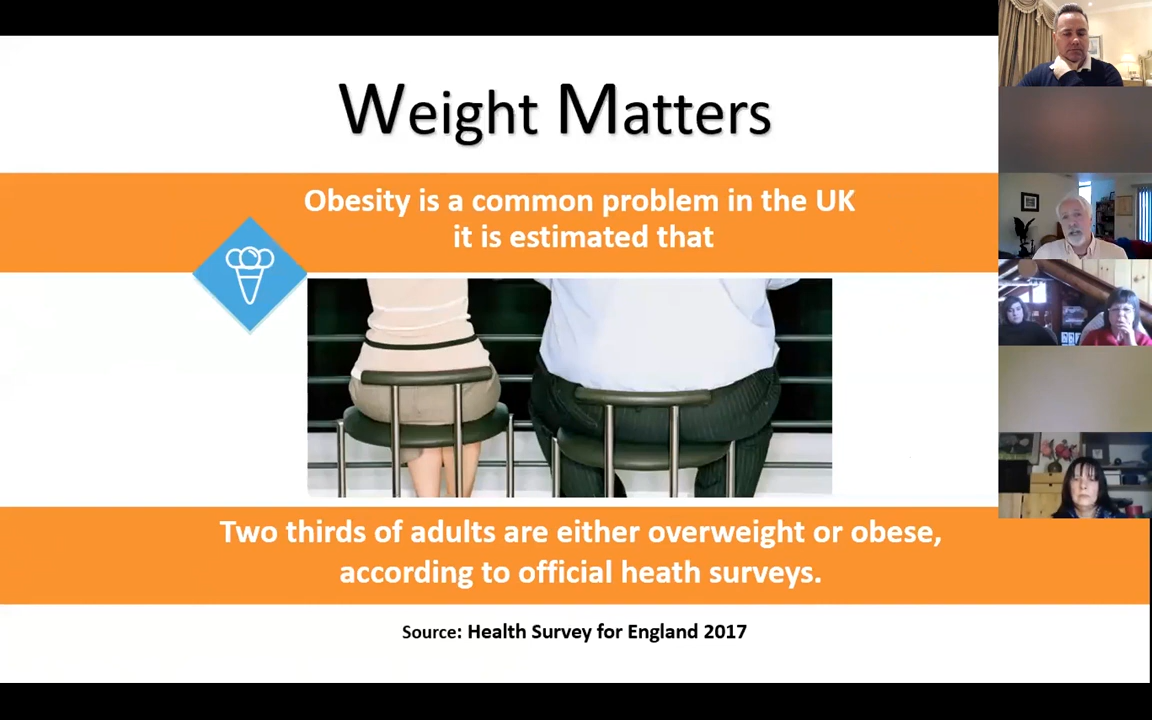 Weight Matters
Obesity is a common problem in the UK
it is estimated that
Two thirds of adults are either overweight or obese,
according to official heath surveys.
Source: Health Survey for England 2017